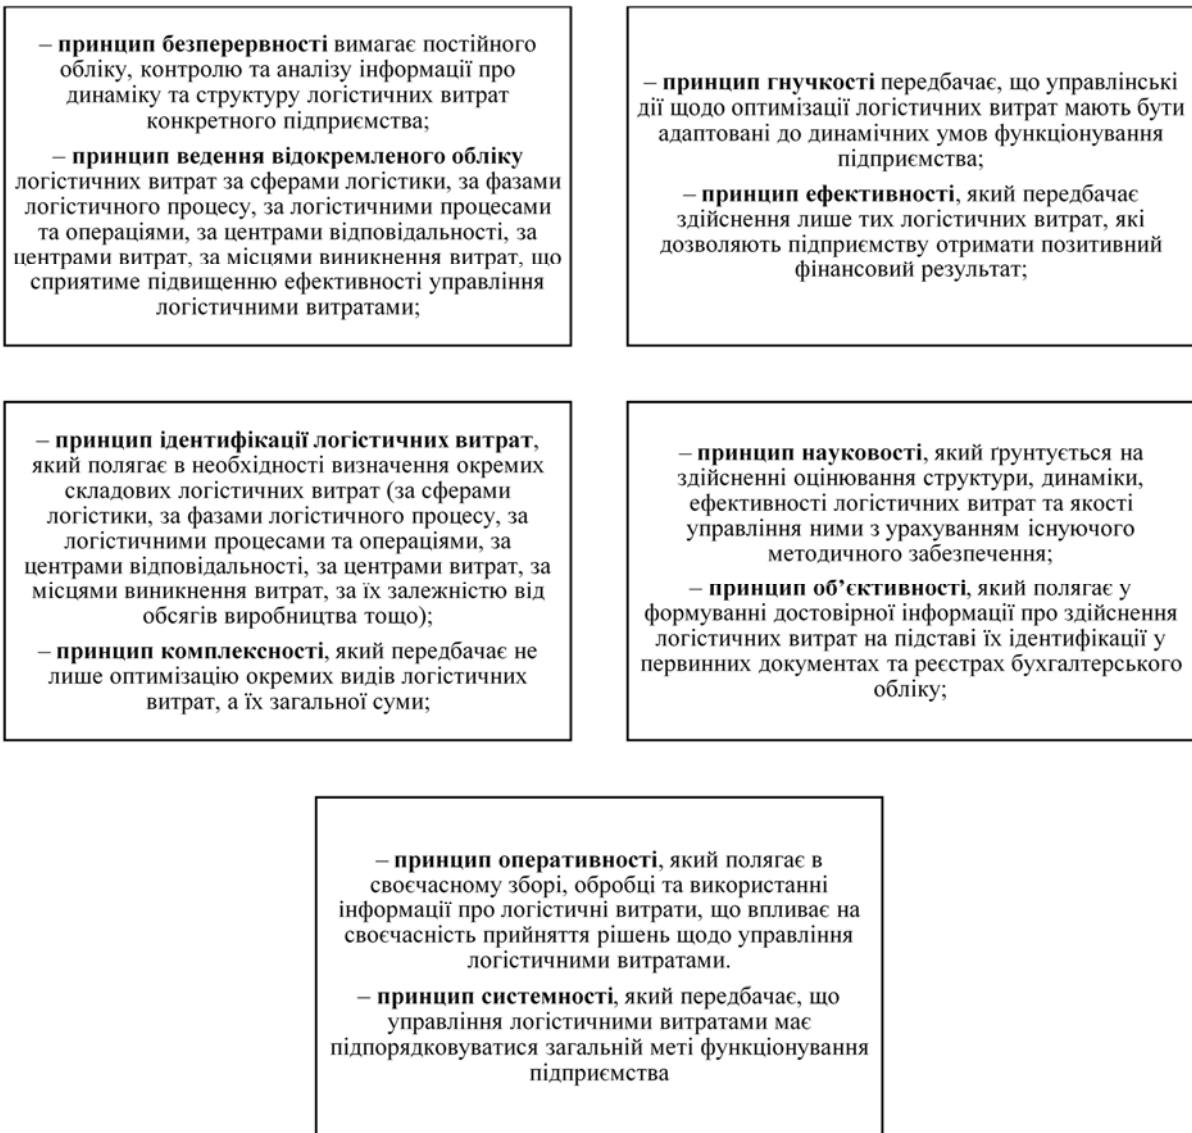 – принцип безперервності вимагає постійного
обліку, контролю та аналізу інформації про
динаміку та структуру логістичних витрат
конкретного підприємства;
– принцип ведення відокремленого обліку
логістичних витрат за сферами логістики, за фазами
логістичного процесу, за логістичними процесами
та операціями, за центрами відповідальності, за
центрами витрат, за місцями виникнення витрат, що
сприятиме підвищенню ефективності управління
логістичними витратами;
– принцип гнучкості передбачає, що управлінські
дії щодо оптимізації логістичних витрат мають бути
адаптовані до динамічних умов функціонування
підприємства;
– принцип ефективності, який передбачає
здійснення лише тих логістичних витрат, які
дозволяють підприємству отримати позитивний
фінансовий результат;
– принцип ідентифікації логістичних витрат,
який полягає в необхідності визначення окремих
складових логістичних витрат (за сферами
логістики, за фазами логістичного процесу, за
логістичними процесами та операціями, за
центрами відповідальності, за центрами витрат, за
місцями виникнення витрат, за їх залежністю від
обсягів виробництва тощо);
– принцип комплексності, який передбачає не
лише оптимізацію окремих видів логістичних
витрат, а їх загальної суми;
– принцип науковості, який ґрунтується на
здійсненні оцінювання структури, динаміки,
ефективності логістичних витрат та якості
управління ними з урахуванням існуючого
методичного забезпечення;
– принцип об’єктивності, який полягає у
формуванні достовірної інформації про здійснення
логістичних витрат на підставі їх ідентифікації у
первинних документах та реєстрах бухгалтерського
обліку;
– принцип оперативності, який полягає в
своєчасному зборі, обробці та використанні
інформації про логістичні витрати, що впливає на
своєчасність прийняття рішень щодо управління
логістичними витратами.
– принцип системності, який передбачає, що
управління логістичними витратами має
підпорядковуватися загальній меті функціонування
підприємства